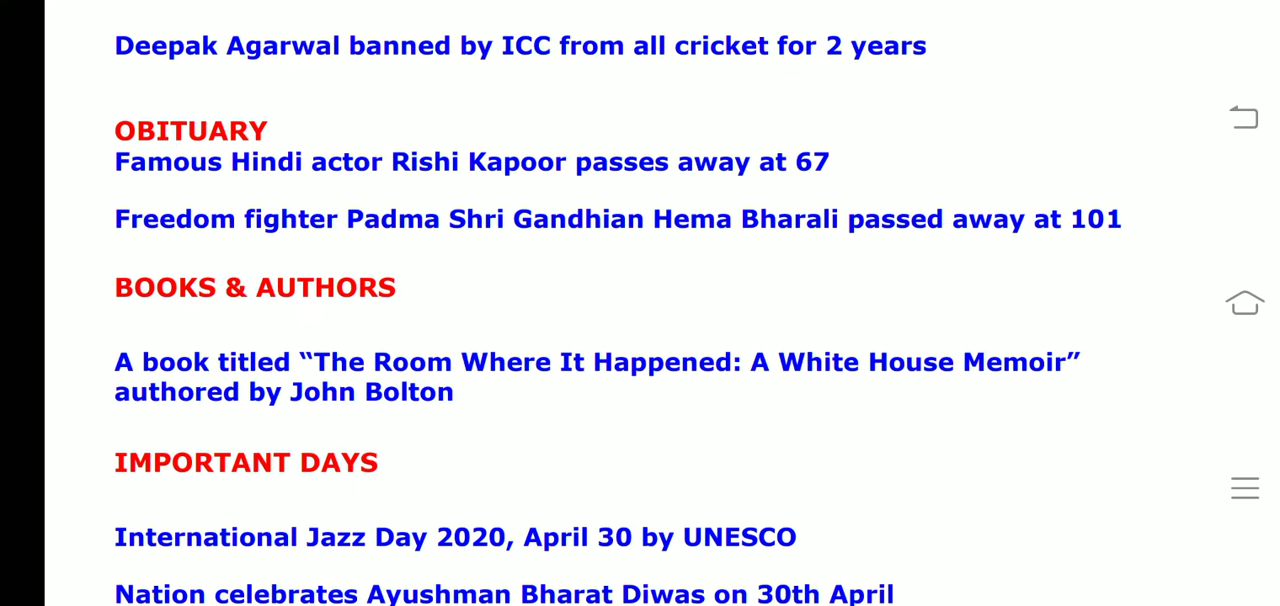 Deepak Agarwal banned by ICC from all cricket for 2 years
OBITUARY
Famous Hindi actor Rishi Kapoor passes away at 67
Freedom fighter Padma Shri Gandhian Hema Bharali passed away at 101
BOOKS & AUTHORS
A book titled “The Room Where It Happened: A White House Memoir”
authored by John Bolton
IMPORTANT DAYS
International Jazz Day 2020, April 30 by UNESCO
Nation celebrates Ayushman Bharat Diwas on 30th April